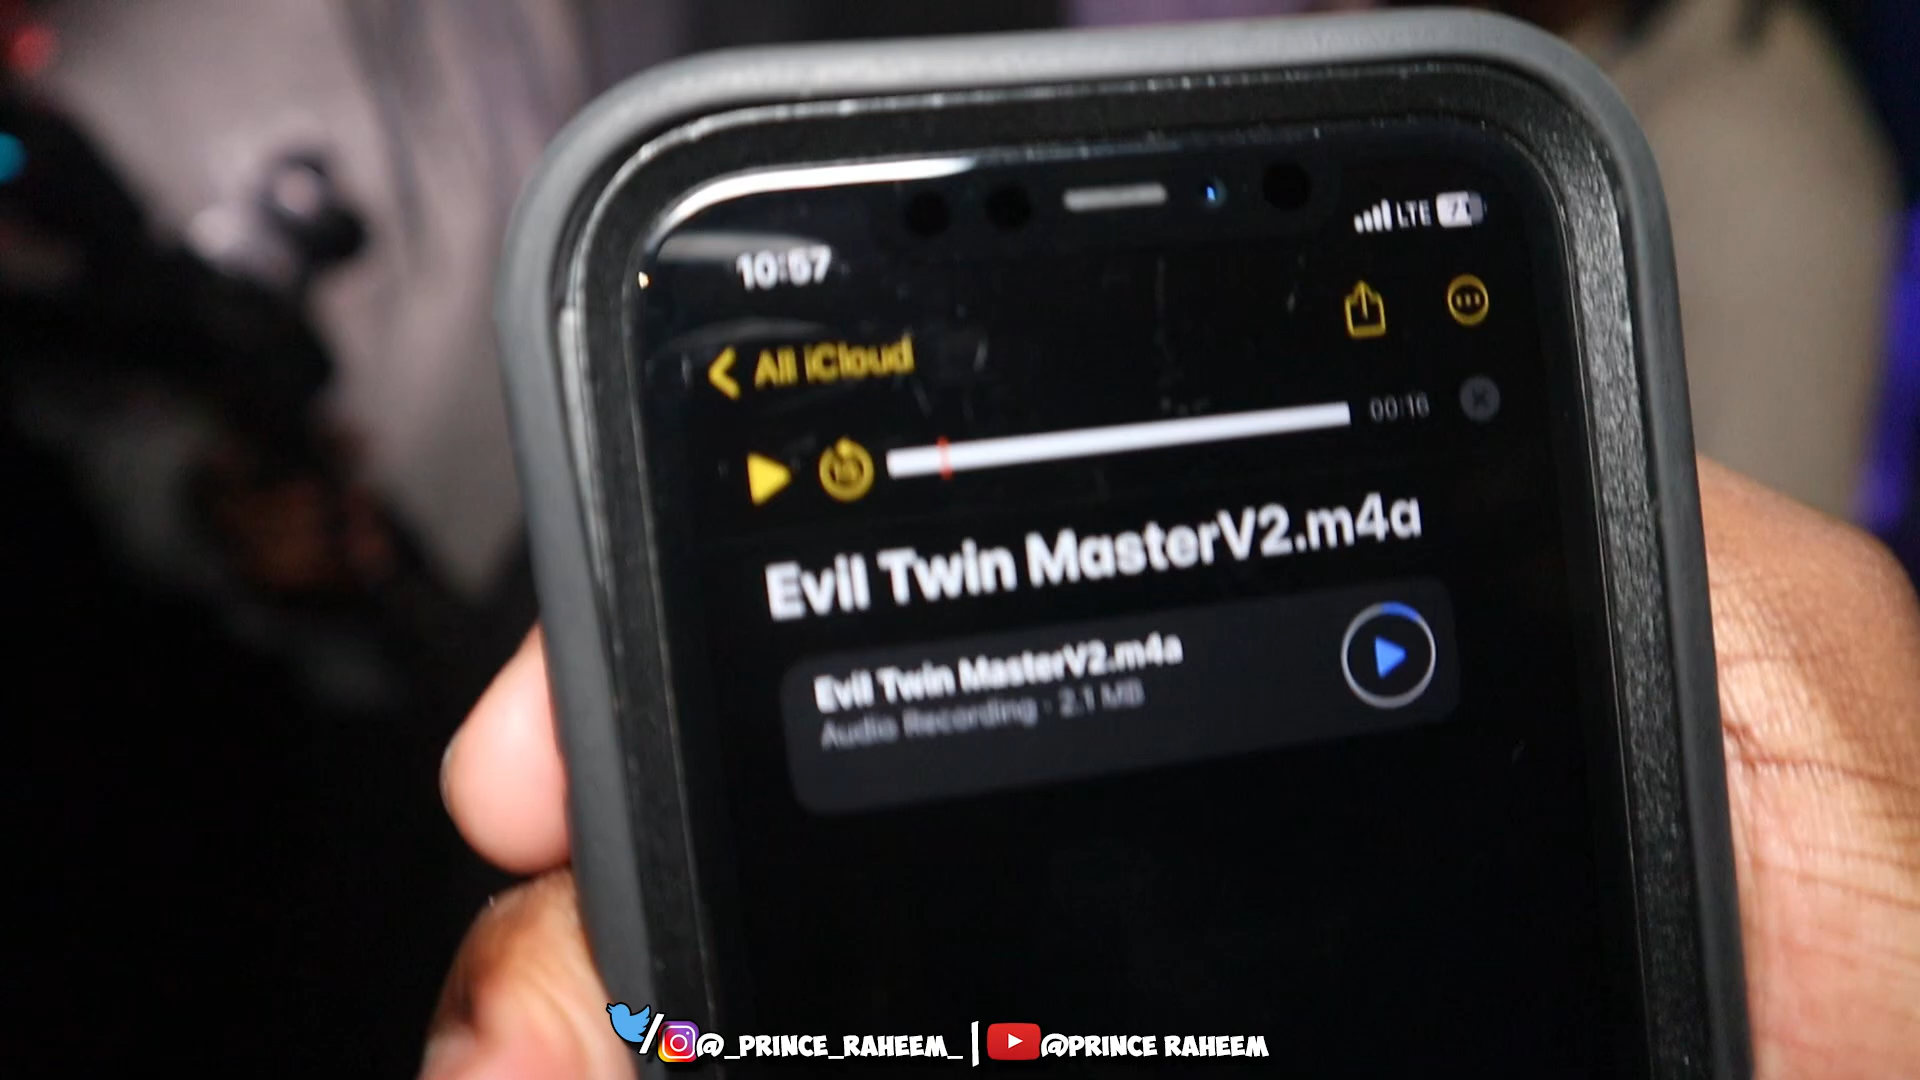 10:57 LTE
All iCloud
00:16
Evil Twin MasterV2.m4a
Evil Twin MasterV2.m4a
Audio Recording · 2.1 MB
/@_PRINCE_RAHEEM_ | @PRINCE RAHEEM